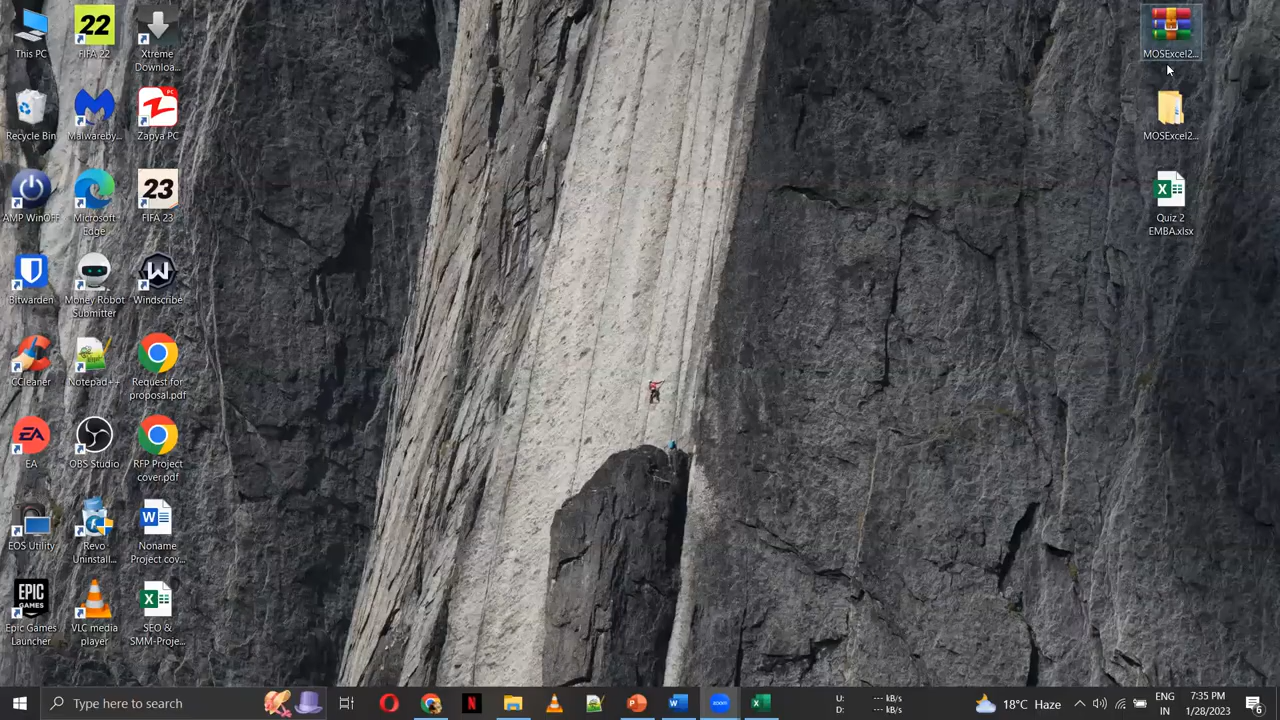 This PC
22
FIFA 22
Xtreme
Downloa...
MOSExcel2...
Recycle Bin
Malwareby...
PC
Zapya PC
MOSExcel2...
AMP WinOFF
Microsoft
Edge
23
FIFA 23
Quiz 2
EMBA.xlsx
Bitwarden
Money Robot
Submitter
Windscribe
CCleaner
Notepad++
Request for
proposal.pdf
EA
EA
OBS Studio
RFP Project
cover.pdf
EOS Utility
Revo
Uninstall...
Noname
Project cov...
EPIC
GAMES
Epic Games
Launcher
VLC media
player
SEO &
SMM-Proje...
Type here to search
zoom
U: --- kB/s
D: --- kB/s
18°C Haze
ENG
IN
7:35 PM
1/28/2023
6